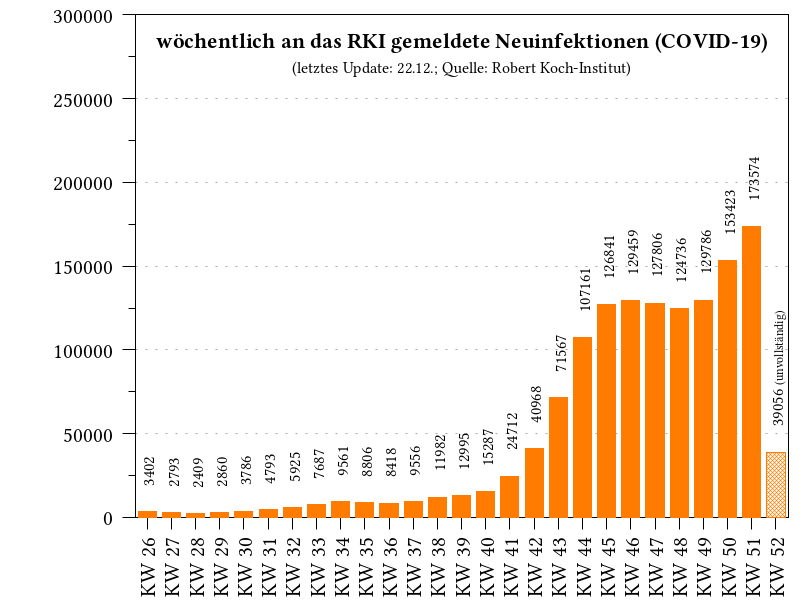 wöchentlich an das RKI gemeldete Neuinfektionen (COVID-19)
(letztes Update: 22.12.; Quelle: Robert Koch-Institut)
300000
250000
200000
150000
100000
50000
0
3402
2793
2409
2860
3786
4793
5925
7687
9561
8806
8418
9556
11982
12995
15287
24712
40968
71567
107161
126841
129459
127806
124736
129786
153423
173574
39056 (unvollständig)
KW 26
KW 27
KW 28
KW 29
KW 30
KW 31
KW 32
KW 33
KW 34
KW 35
KW 36
KW 37
KW 38
KW 39
KW 40
KW 41
KW 42
KW 43
KW 44
KW 45
KW 46
KW 47
KW 48
KW 49
KW 50
KW 51
KW 52